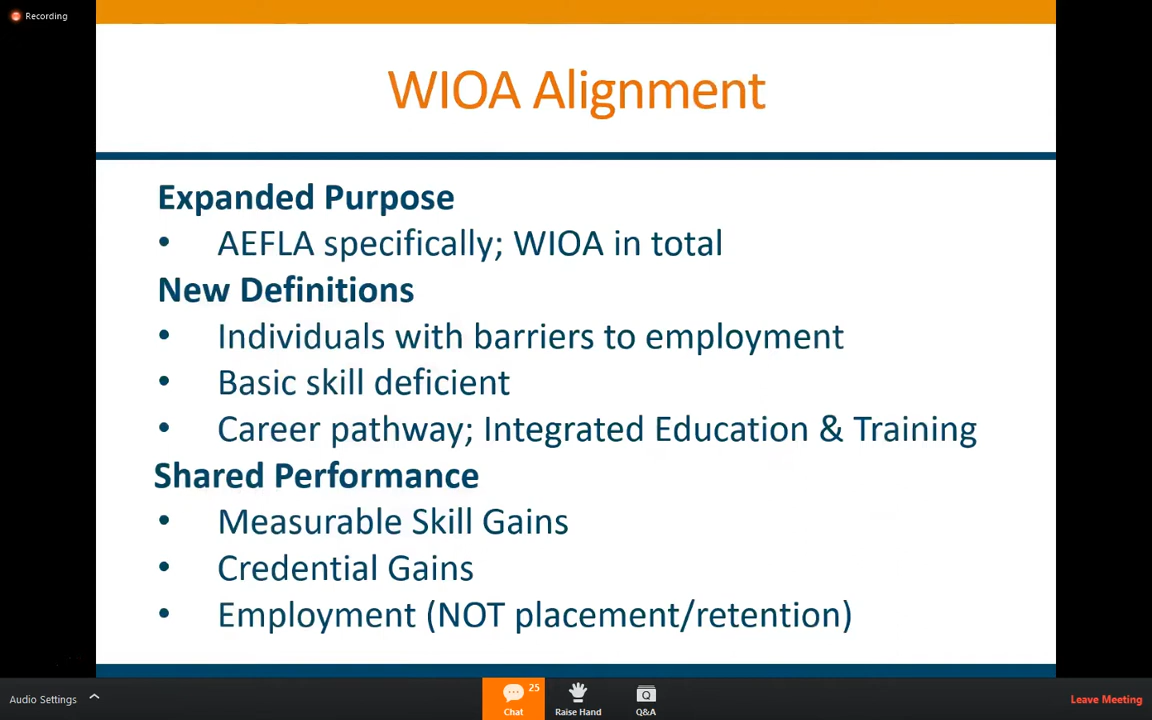 Recording
WIOA Alignment
Expanded Purpose
• AEFLA specifically; WIOA in total
New Definitions
• Individuals with barriers to employment
• Basic skill deficient
• Career pathway; Integrated Education & Training
Shared Performance
• Measurable Skill Gains
• Credential Gains
• Employment (NOT placement/retention)
Audio Settings
25
Chat
Raise Hand
Q
Q&A
Leave Meeting